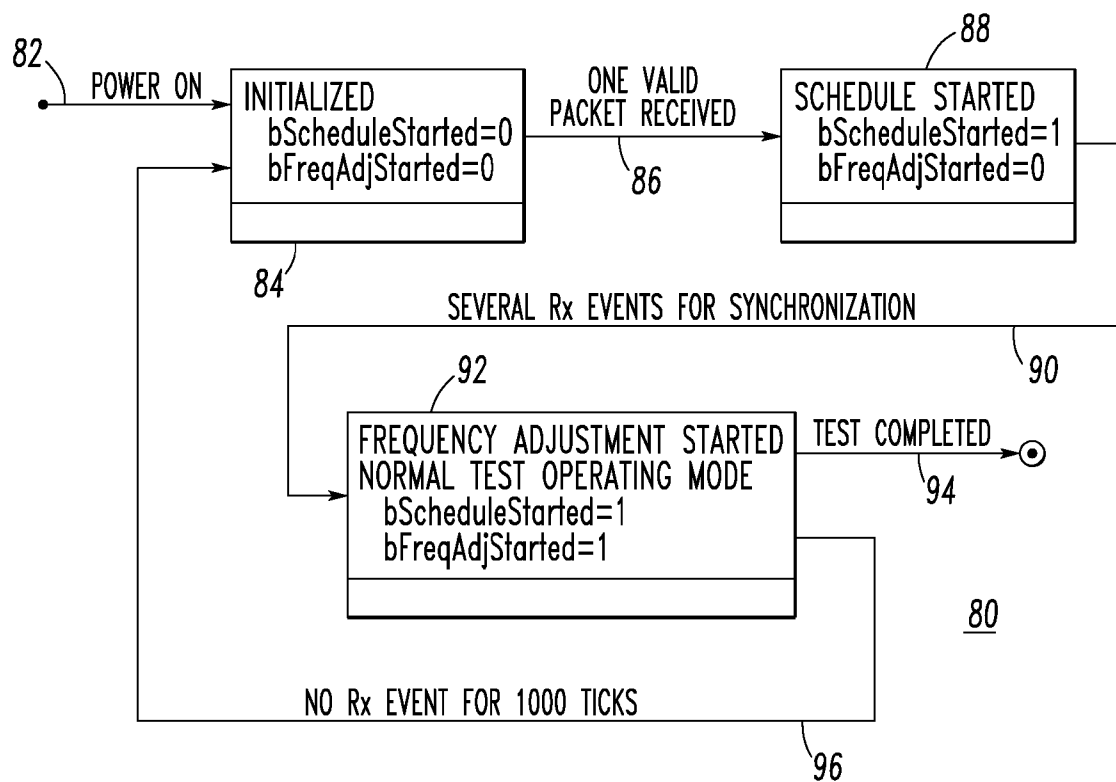 82
POWER ON
INITIALIZED
bScheduleStarted=0
bFreqAdjStarted=0
84
ONE VALID
PACKET RECEIVED
86
88
SCHEDULE STARTED
bScheduleStarted=1
bFreqAdjStarted=0
SEVERAL Rx EVENTS FOR SYNCHRONIZATION
90
92
FREQUENCY ADJUSTMENT STARTED
NORMAL TEST OPERATING MODE
bScheduleStarted=1
bFreqAdjStarted=1
TEST COMPLETED
94
80
NO Rx EVENT FOR 1000 TICKS
96